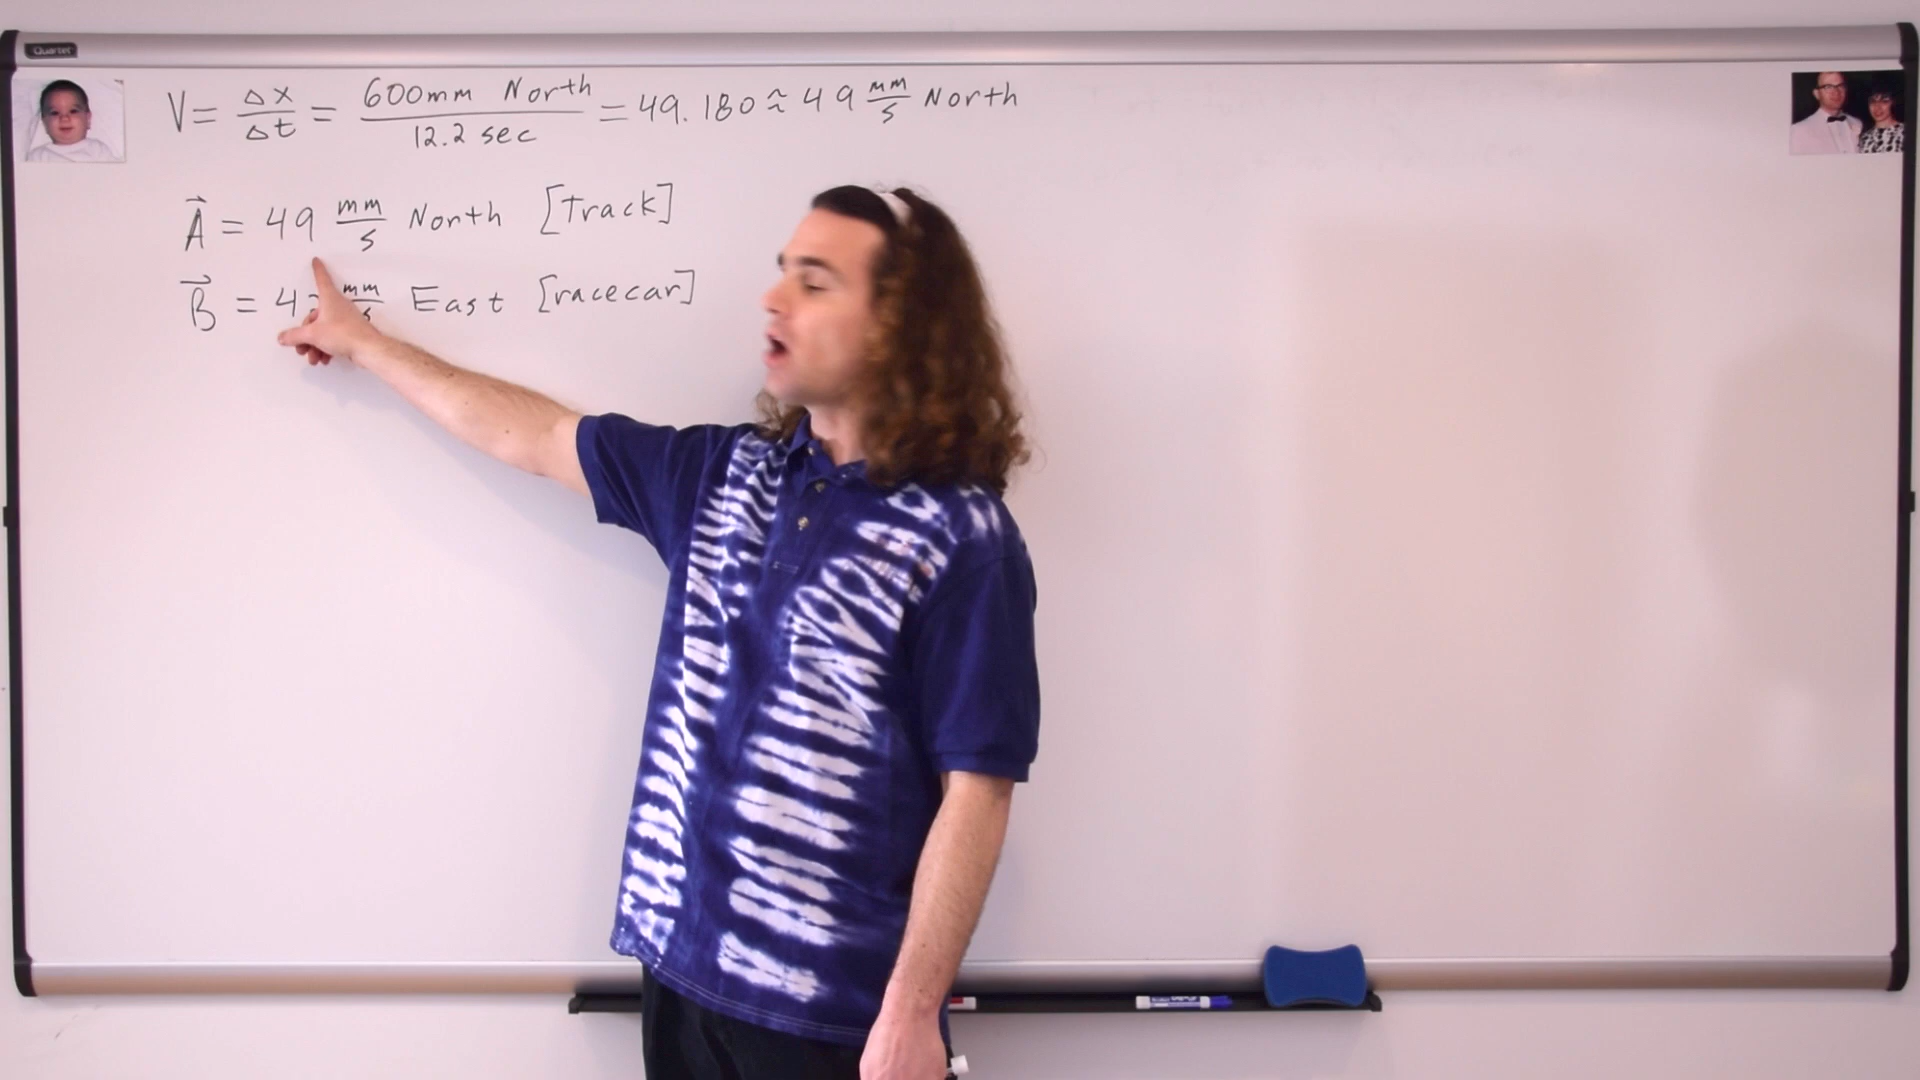 Quartet
V = Δx/Δt = 600mm North / 12.2 sec = 49.180 ≈ 49 mm/s North
A⃗ = 49 mm/s North [Track]
B⃗ = mm/s East [racecar]